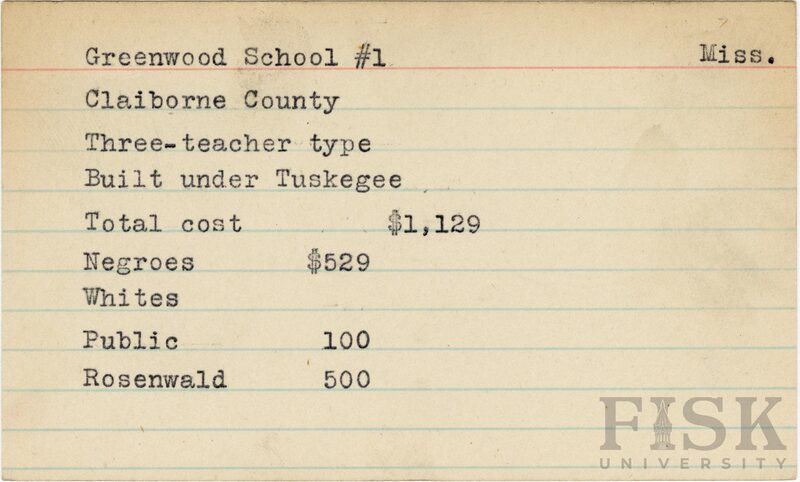 Greenwood School #1 Miss.
Claiborne County
Three-teacher type
Built under Tuskegee
Total cost $1,129
Negroes $529
Whites
Public 100
Rosenwald 500
FISK
UNIVERSITY